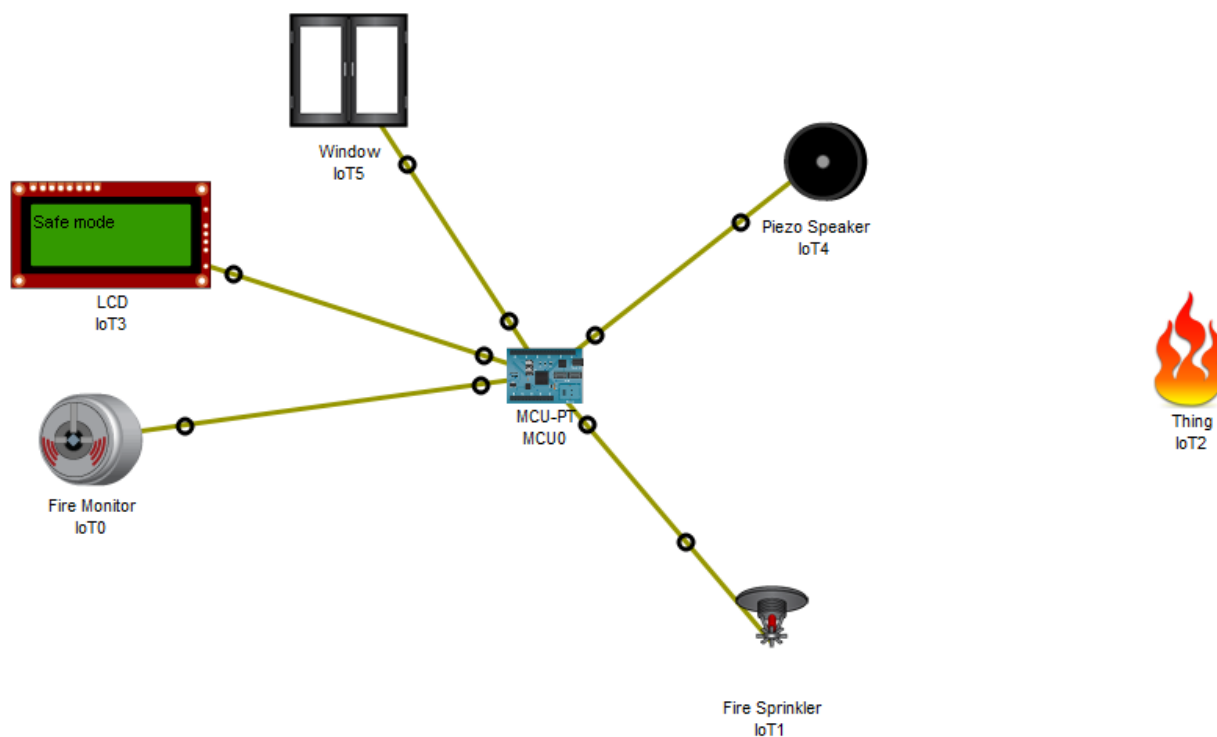 Window
IoT5
Piezo Speaker
IoT4
Safe mode
LCD
IoT3
MCU-PT
MCU0
Thing
IoT2
Fire Monitor
IoT0
Fire Sprinkler
IoT1